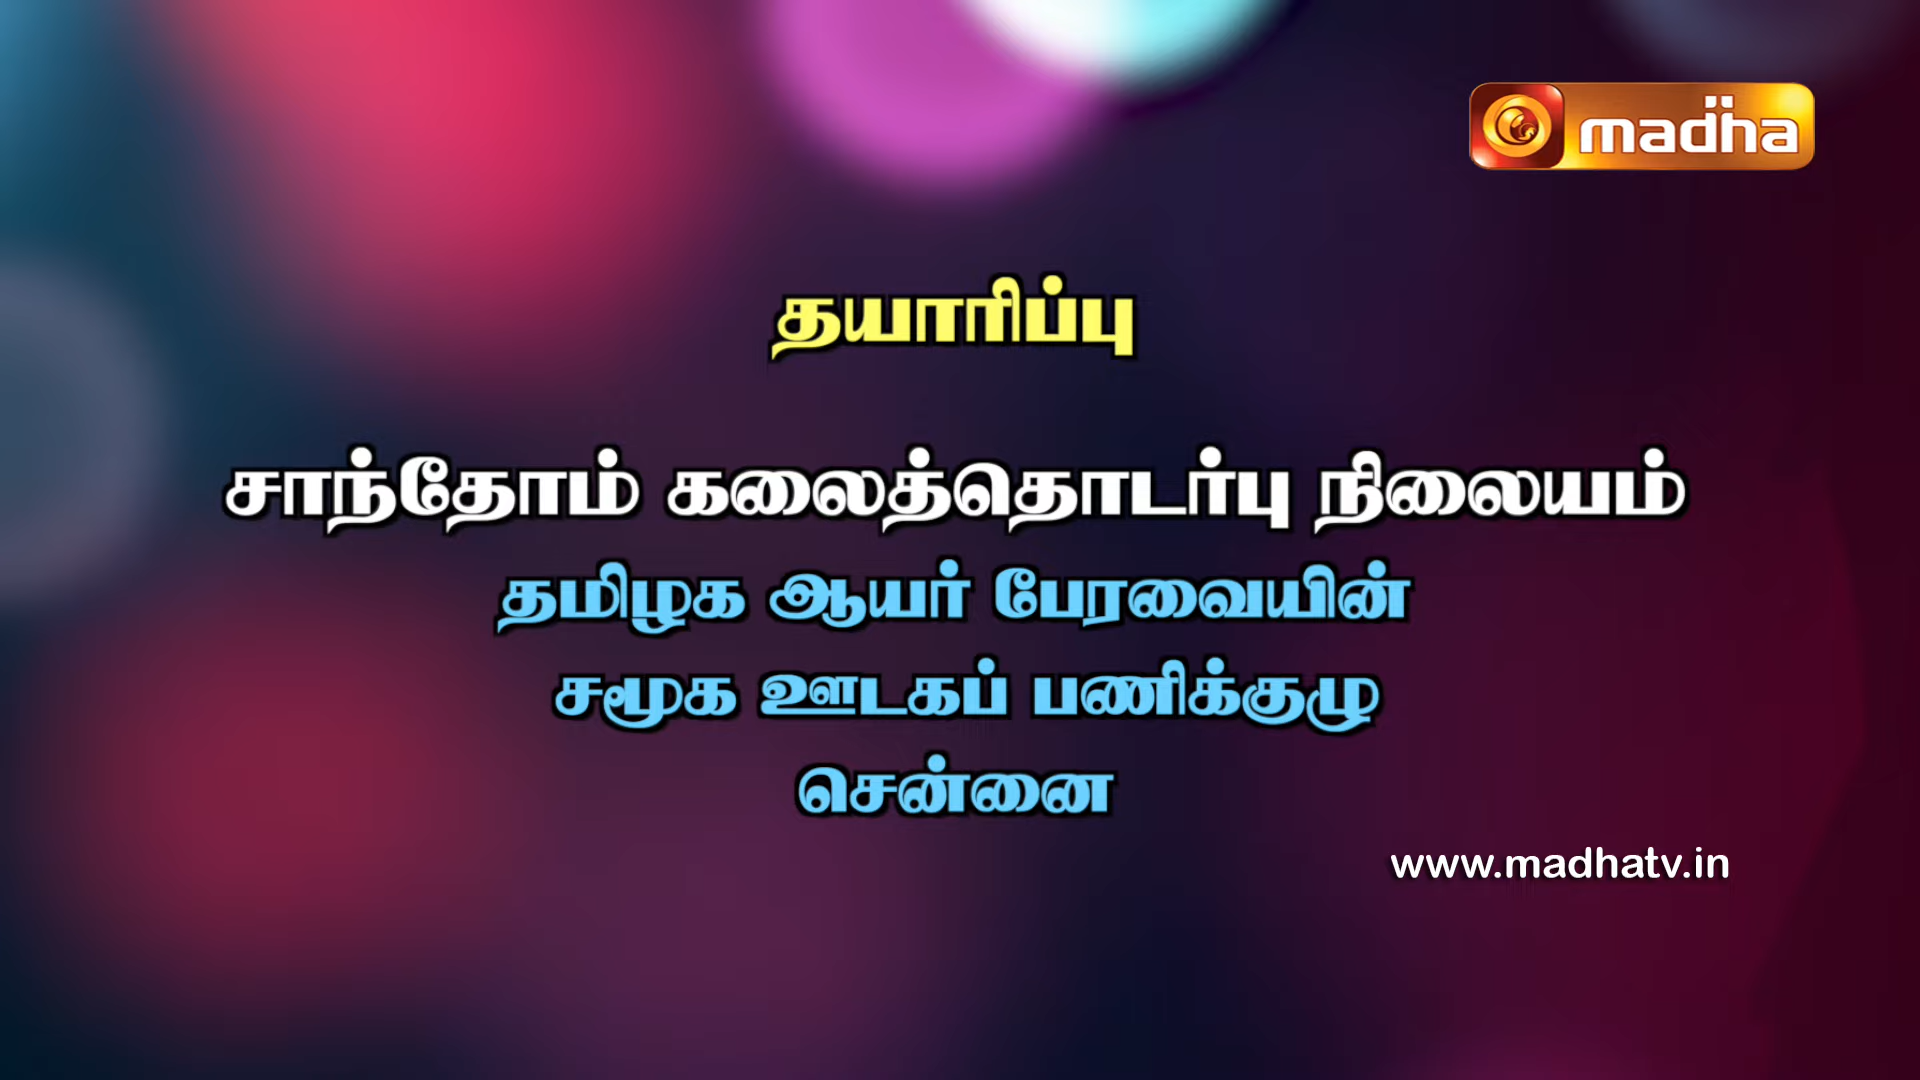 madha
தயாரிப்பு
சாந்தோம் கலைத்தொடர்பு நிலையம்
தமிழக ஆயர் பேரவையின்
சமூக ஊடகப் பணிக்குழு
சென்னை
www.madhatv.in